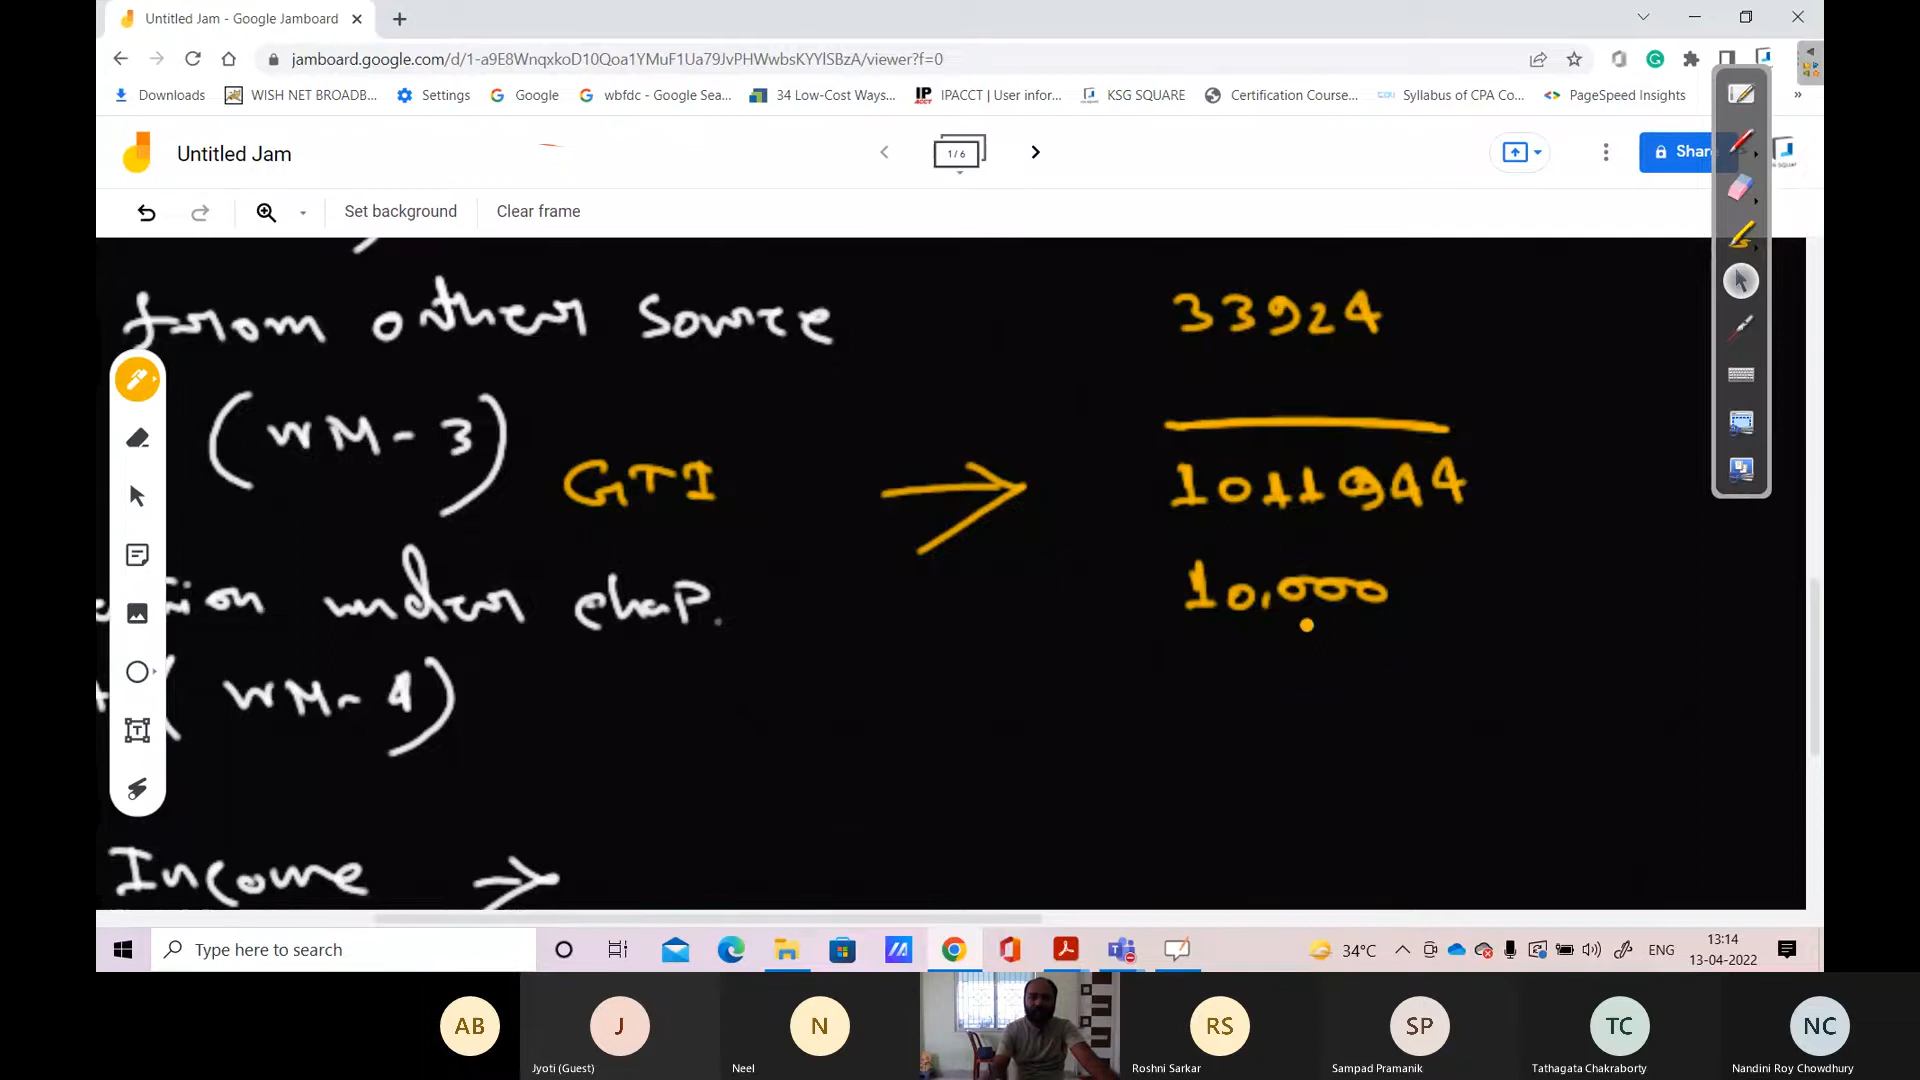 Untitled Jam - Google Jamboard
jamboard.google.com/d/1-a9E8WnqxkoD10Qoa1YMuF1Ua79JvPHWwbsKYYlSBzA/viewer?f=0
Downloads WISH NET BROADB... Settings Google wbfdc - Google Sea... 34 Low-Cost Ways... IP IPACCT | User infor... KSG SQUARE Certification Course... Syllabus of CPA Co... PageSpeed Insights »
Untitled Jam 1/6 Share
Set background Clear frame
from other source 33924
(WM-3) GTI 1011944
under chap. 10,000
(WM-4)
Income
Type here to search 34°C ENG 13:14
13-04-2022
AB J N RS SP TC NC
Jyoti (Guest) Neel Roshni Sarkar Sampad Pramanik Tathagata Chakraborty Nandini Roy Chowdhury